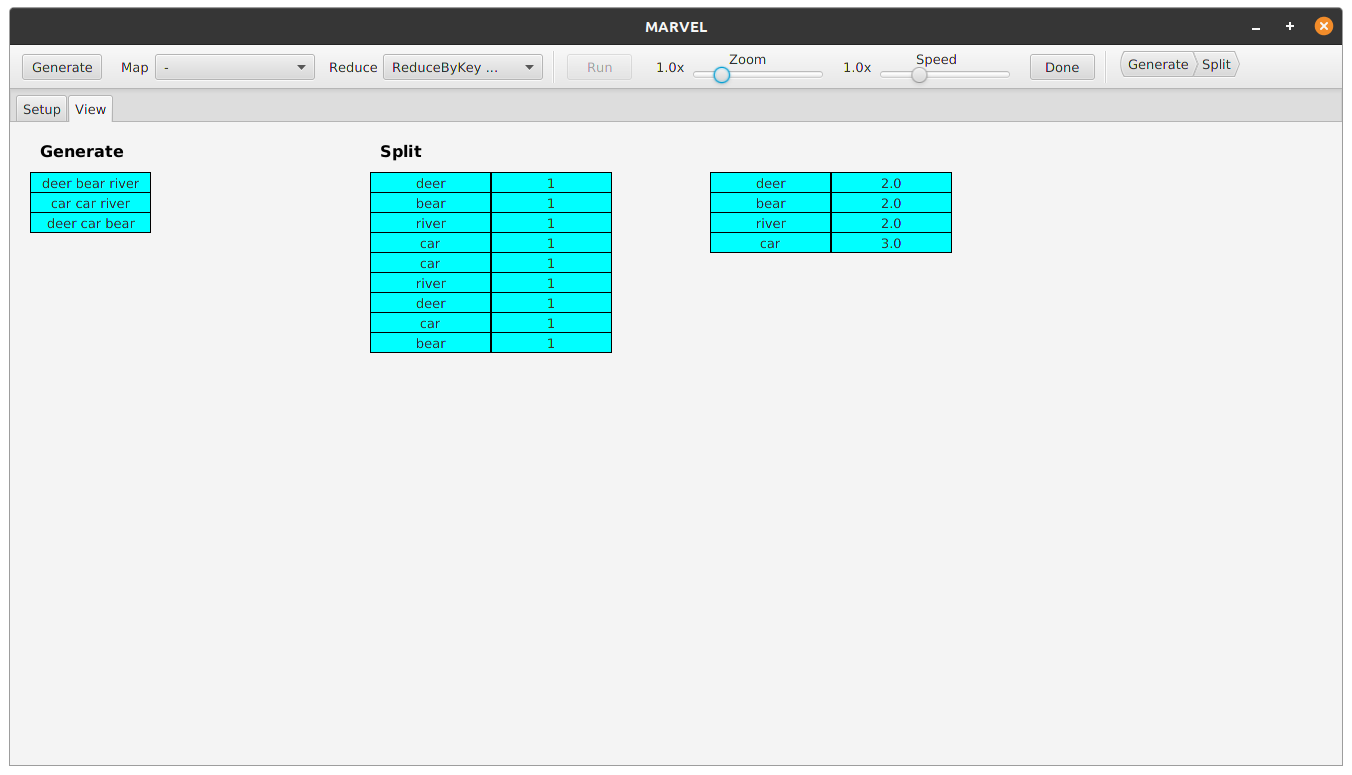 MARVEL
Generate Map - Reduce ReduceByKey ... Run 1.0x Zoom 1.0x Speed Done Generate Split
Setup View
Generate Split
deer bear river deer 1 deer 2.0
car car river bear 1 bear 2.0
deer car bear river 1 river 2.0
car 1 car 3.0
car 1
river 1
deer 1
car 1
bear 1